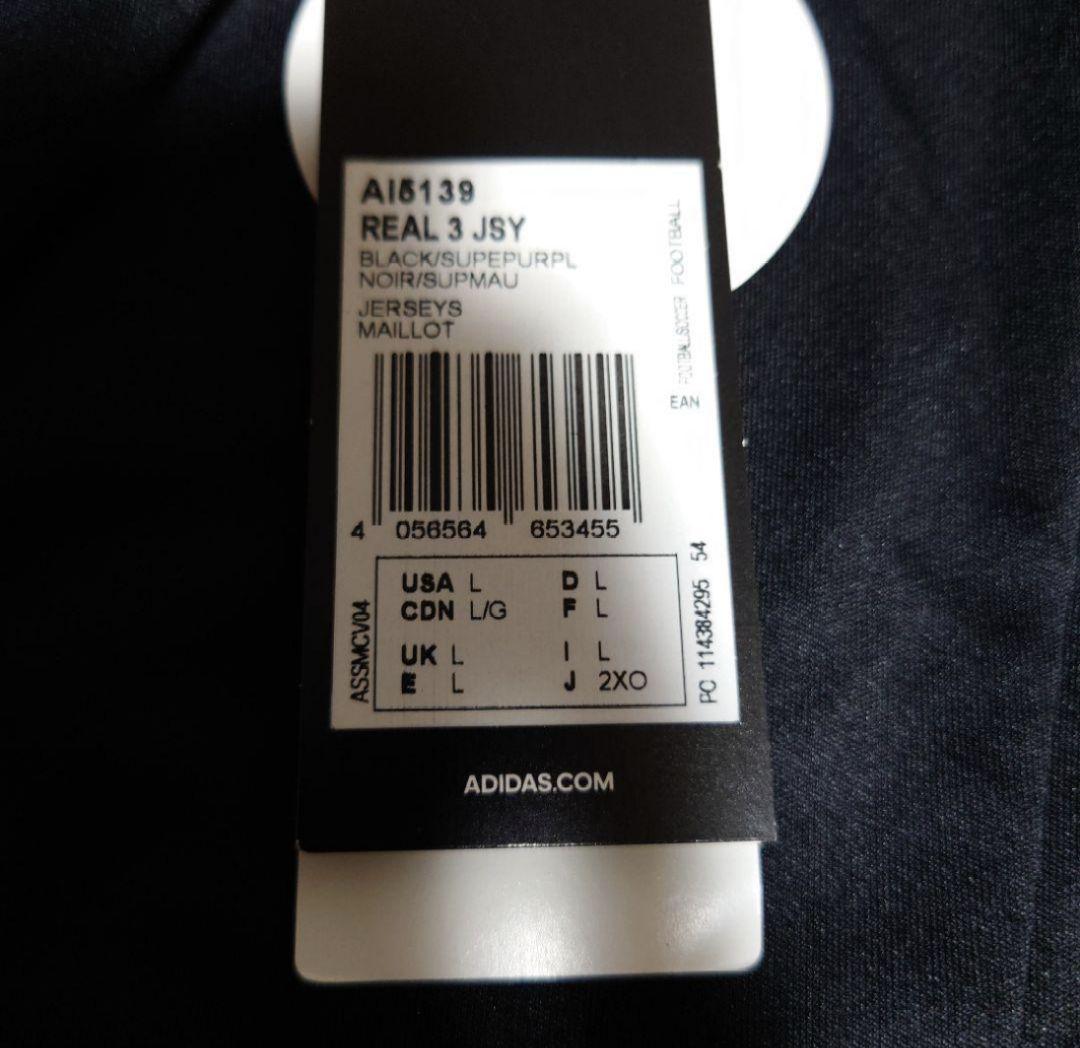 AI5139
REAL 3 JSY
BLACK/SUPEPURPL
NOIR/SUPMAU
JERSEYS
MAILLOT
FOOTBALL/SOCCER FOOTBALL
EAN
4 056564 653455
USA L D L
CDN L/G F L
UK L I L
E L J 2XO
ASSMCV04
PC 114384295 54
ADIDAS.COM